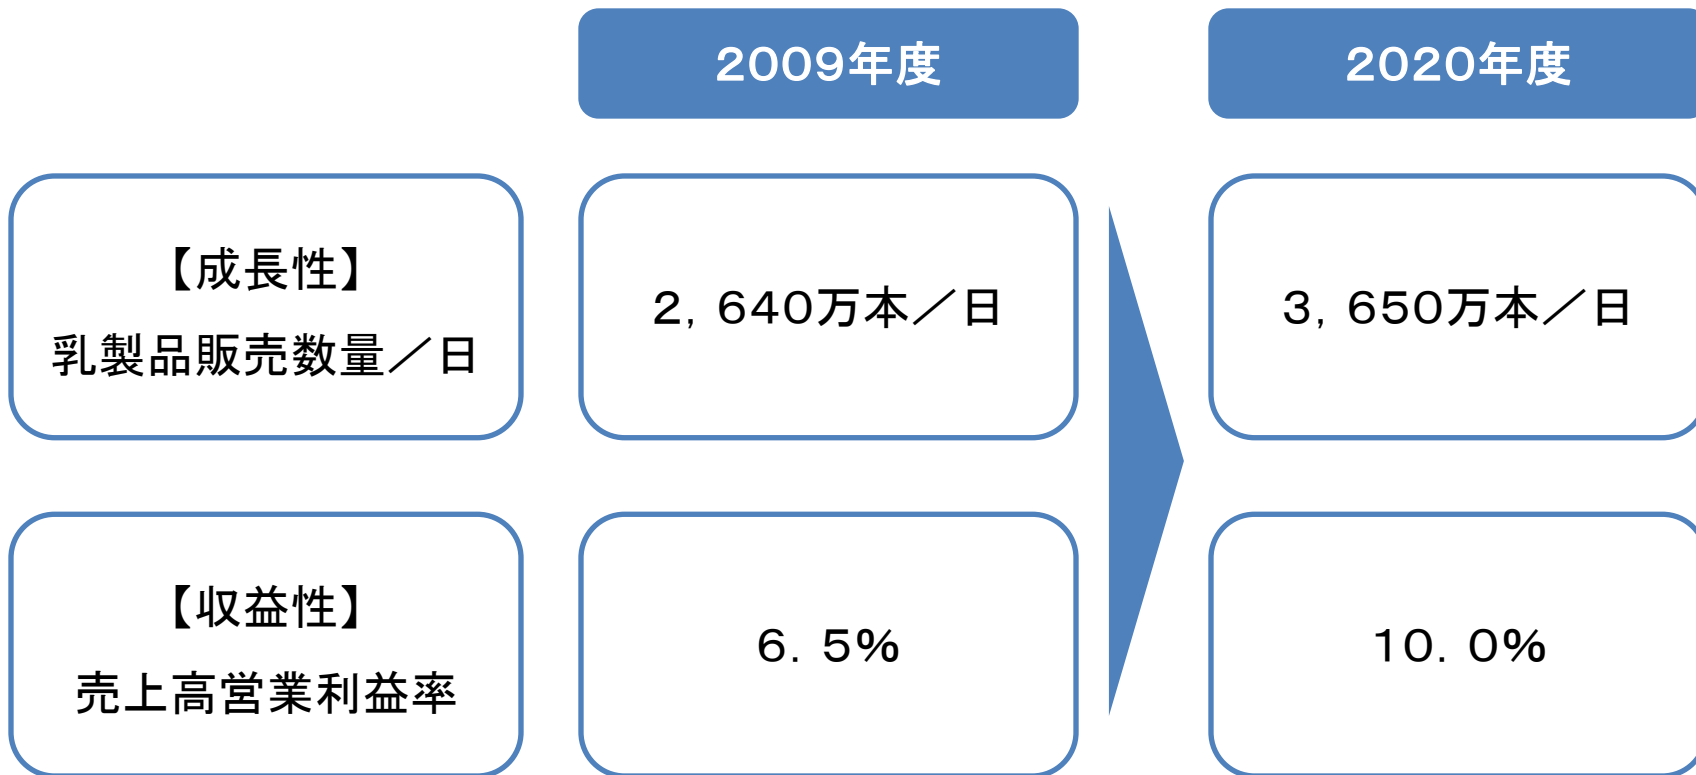 2009年度
2020年度
【成長性】
乳製品販売数量／日
2，640万本／日
3，650万本／日
【収益性】
売上高営業利益率
6．5％
10．0％